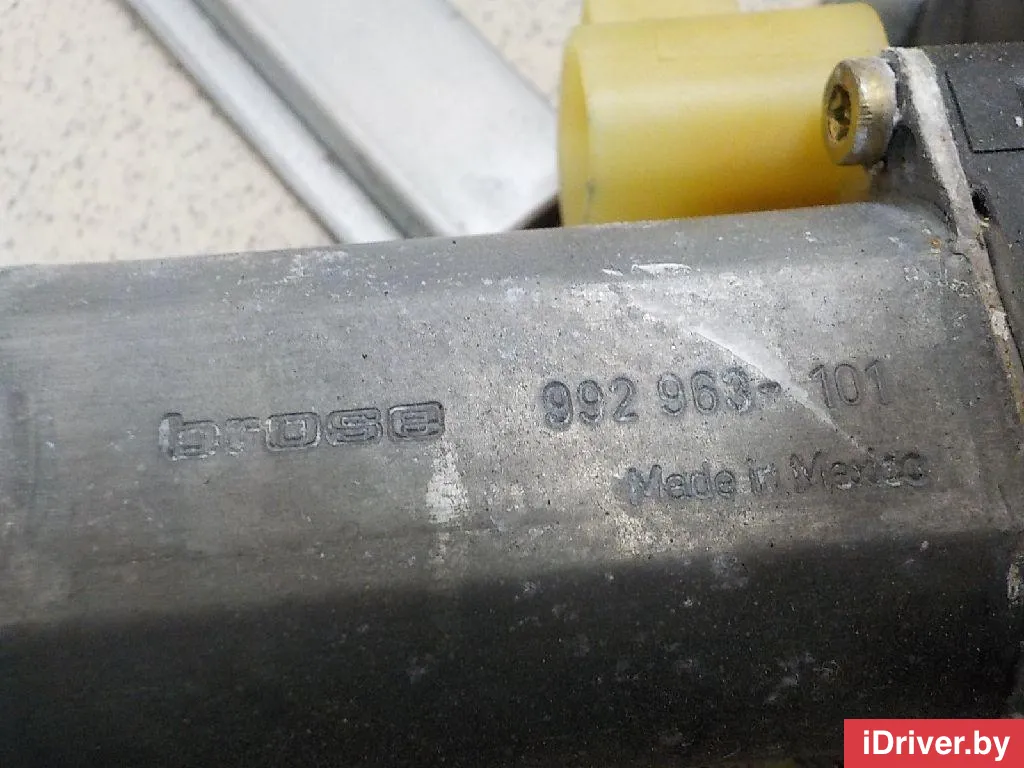 brose 992 963-101
Made in Mexico
iDriver.by